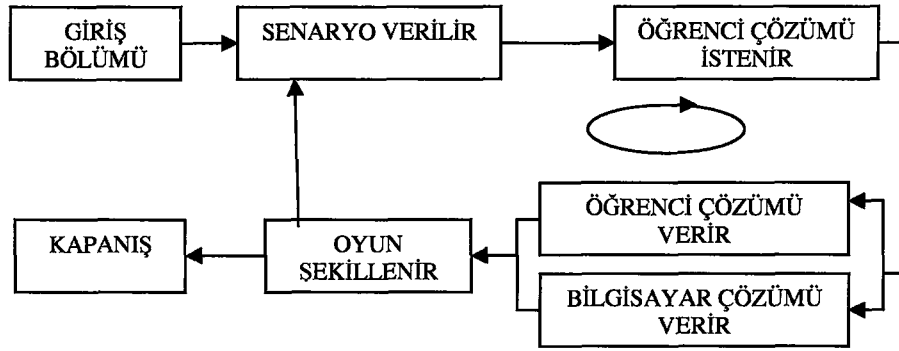 GİRİŞ
BÖLÜMÜ
SENARYO VERİLİR
ÖĞRENCİ ÇÖZÜMÜ
İSTENİR
ÖĞRENCİ ÇÖZÜMÜ
VERİR
BİLGİSAYAR ÇÖZÜMÜ
VERİR
OYUN
ŞEKİLLENİR
KAPANIŞ